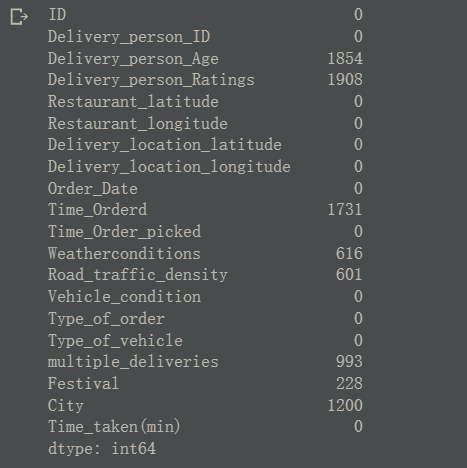 ID 0
Delivery_person_ID 0
Delivery_person_Age 1854
Delivery_person_Ratings 1908
Restaurant_latitude 0
Restaurant_longitude 0
Delivery_location_latitude 0
Delivery_location_longitude 0
Order_Date 0
Time_Orderd 1731
Time_Order_picked 0
Weatherconditions 616
Road_traffic_density 601
Vehicle_condition 0
Type_of_order 0
Type_of_vehicle 0
multiple_deliveries 993
Festival 228
City 1200
Time_taken(min) 0
dtype: int64